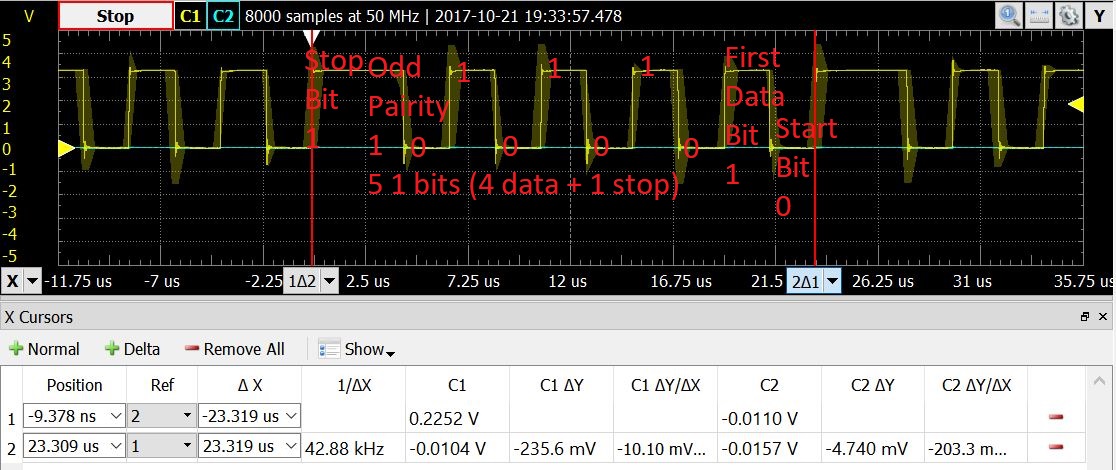 V Stop C1 C2 8000 samples at 50 MHz | 2017-10-21 19:33:57.478 Y
5
4
3
2
1
0
-1
-2
-3
-4
-5
Stop
Bit
1
Odd
Pairity
1
0
1
0
1
0
1
0
5 1 bits (4 data + 1 stop)
First
Data
Bit
1
Start
Bit
0
X -11.75 us -7 us -2.25 1Δ2 2.5 us 7.25 us 12 us 16.75 us 21.5 2Δ1 26.25 us 31 us 35.75 us
X Cursors
Normal Delta Remove All Show
Position Ref Δ X 1/ΔX C1 C1 ΔY C1 ΔY/ΔX C2 C2 ΔY C2 ΔY/ΔX
1 -9.378 ns 2 -23.319 us 0.2252 V -0.0110 V
2 23.309 us 1 23.319 us 42.88 kHz -0.0104 V -235.6 mV -10.10 mV... -0.0157 V -4.740 mV -203.3 m...